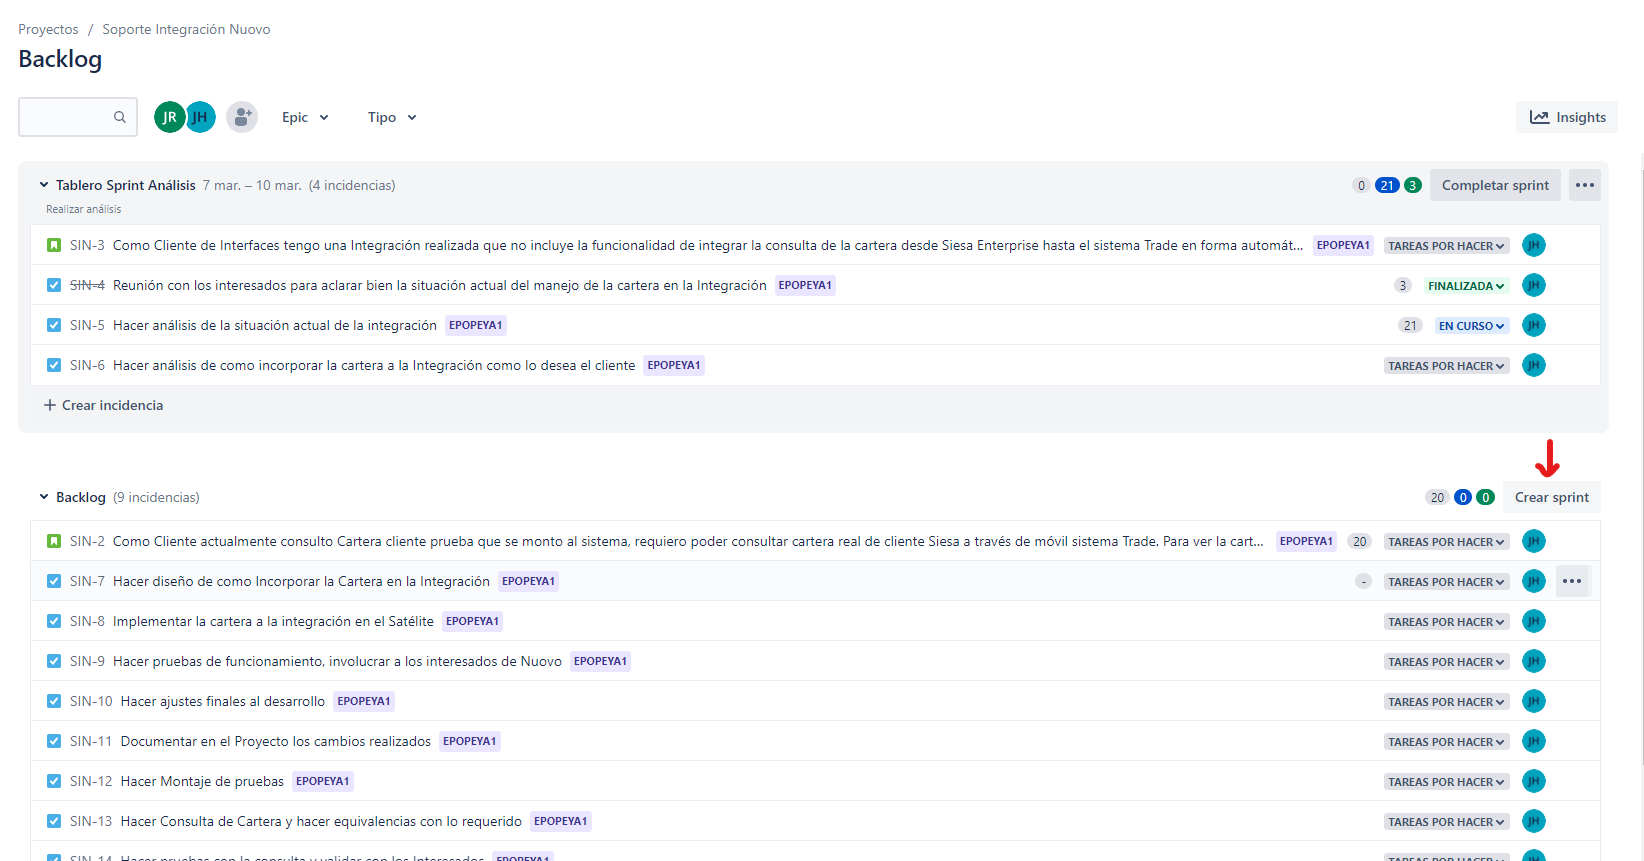 Proyectos / Soporte Integración Nuovo
Backlog
JR JH Epic Tipo Insights
Tablero Sprint Análisis 7 mar. – 10 mar. (4 incidencias) 0 21 3 Completar sprint
Realizar análisis
SIN-3 Como Cliente de Interfaces tengo una Integración realizada que no incluye la funcionalidad de integrar la consulta de la cartera desde Siesa Enterprise hasta el sistema Trade en forma automát... EPOPEYA1 TAREAS POR HACER JH
SIN-4 Reunión con los interesados para aclarar bien la situación actual del manejo de la cartera en la Integración EPOPEYA1 3 FINALIZADA JH
SIN-5 Hacer análisis de la situación actual de la integración EPOPEYA1 21 EN CURSO JH
SIN-6 Hacer análisis de como incorporar la cartera a la Integración como lo desea el cliente EPOPEYA1 TAREAS POR HACER JH
+ Crear incidencia
Backlog (9 incidencias) 20 0 0 Crear sprint
SIN-2 Como Cliente actualmente consulto Cartera cliente prueba que se monto al sistema, requiero poder consultar cartera real de cliente Siesa a través de móvil sistema Trade. Para ver la cart... EPOPEYA1 20 TAREAS POR HACER JH
SIN-7 Hacer diseño de como Incorporar la Cartera en la Integración EPOPEYA1 - TAREAS POR HACER JH
SIN-8 Implementar la cartera a la integración en el Satélite EPOPEYA1 TAREAS POR HACER JH
SIN-9 Hacer pruebas de funcionamiento, involucrar a los interesados de Nuovo EPOPEYA1 TAREAS POR HACER JH
SIN-10 Hacer ajustes finales al desarrollo EPOPEYA1 TAREAS POR HACER JH
SIN-11 Documentar en el Proyecto los cambios realizados EPOPEYA1 TAREAS POR HACER JH
SIN-12 Hacer Montaje de pruebas EPOPEYA1 TAREAS POR HACER JH
SIN-13 Hacer Consulta de Cartera y hacer equivalencias con lo requerido EPOPEYA1 TAREAS POR HACER JH
SIN-14 Hacer pruebas con la consulta y validar con los Interesados EPOPEYA1 TAREAS POR HACER JH